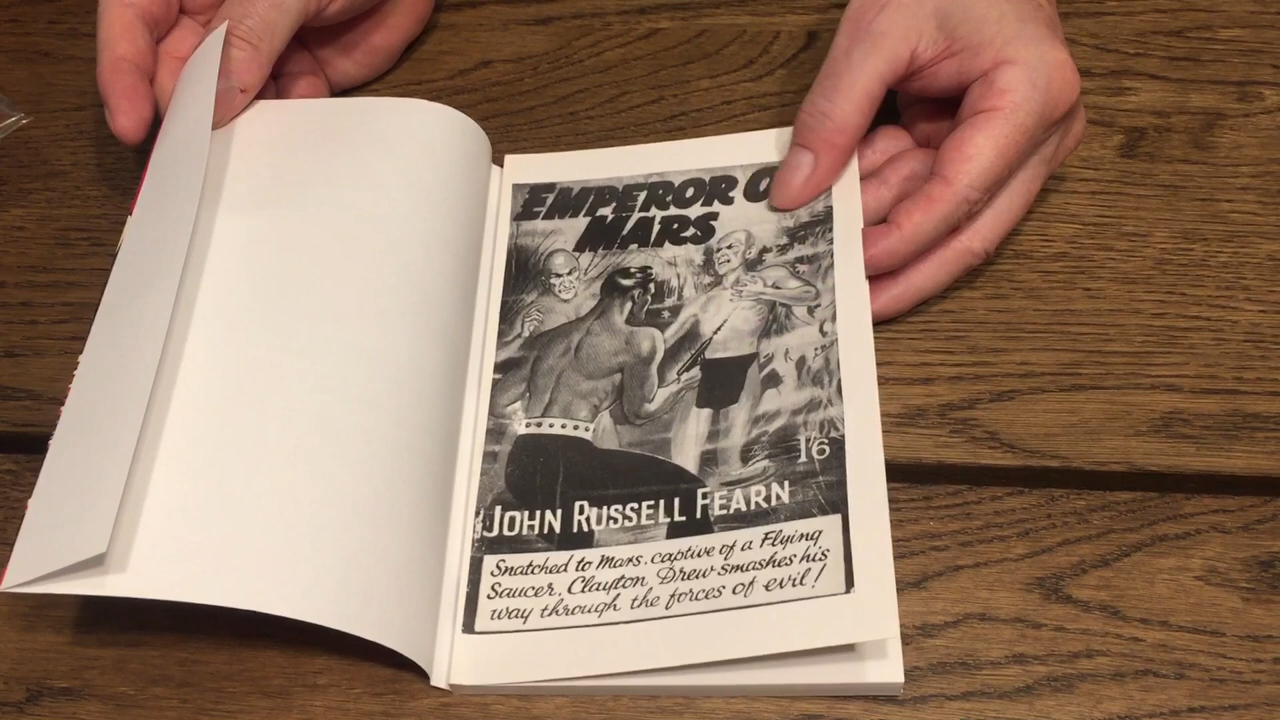 EMPEROR O
MARS
1/6
JOHN RUSSELL FEARN
Snatched to Mars, captive of a Flying
Saucer, Clayton Drew smashes his
way through the forces of evil!